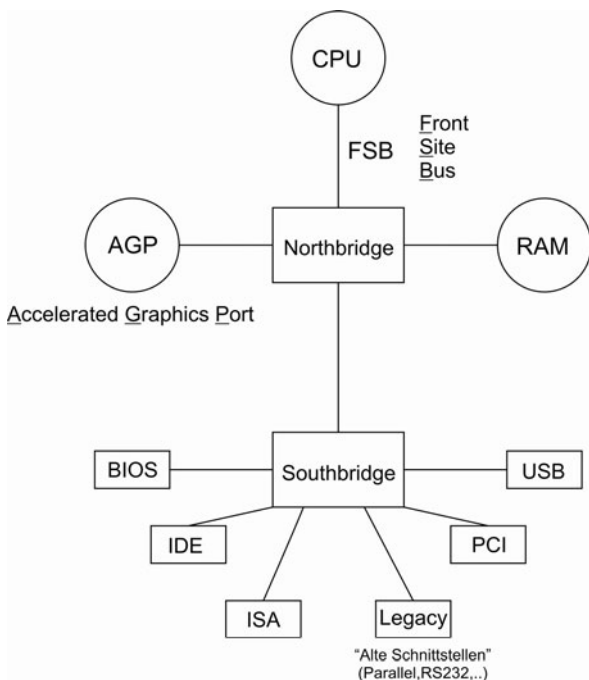 CPU
FSB
Front
Site
Bus
AGP
Northbridge
RAM
Accelerated Graphics Port
BIOS
Southbridge
USB
IDE
PCI
ISA
Legacy
"Alte Schnittstellen"
(Parallel,RS232,..)